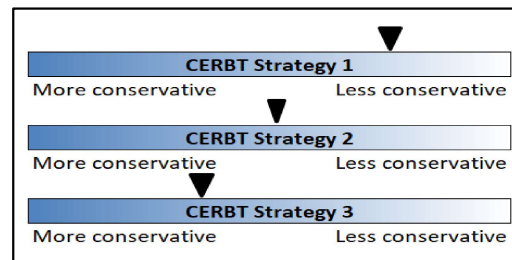 CERBT Strategy 1
More conservative Less conservative
CERBT Strategy 2
More conservative Less conservative
CERBT Strategy 3
More conservative Less conservative